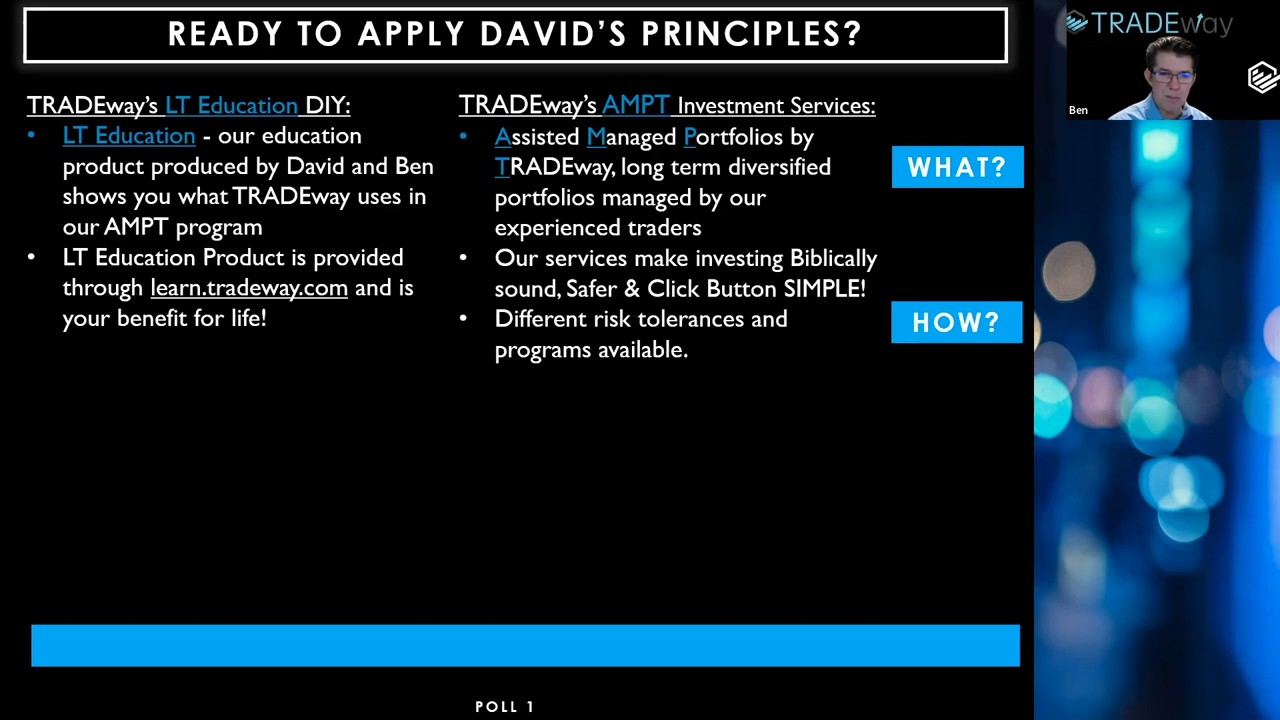 READY TO APPLY DAVID'S PRINCIPLES?
TRADEway's LT Education DIY:
• LT Education - our education
product produced by David and Ben
shows you what TRADEway uses in
our AMPT program
• LT Education Product is provided
through learn.tradeway.com and is
your benefit for life!
TRADEway's AMPT Investment Services:
• Assisted Managed Portfolios by
TRADEway, long term diversified
portfolios managed by our
experienced traders
• Our services make investing Biblically
sound, Safer & Click Button SIMPLE!
• Different risk tolerances and
programs available.
WHAT?
HOW?
POLL 1
TRADEway
Ben